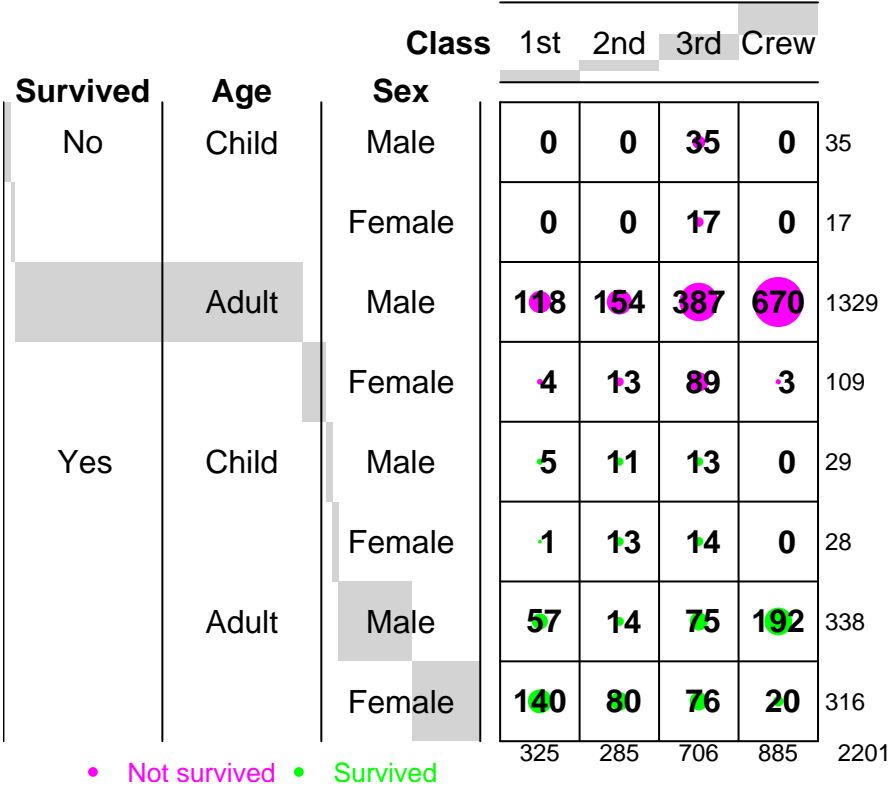 Class 1st 2nd 3rd Crew
Survived Age Sex
No Child Male 0 0 35 0 35
Female 0 0 17 0 17
Adult Male 118 154 387 670 1329
Female 4 13 89 3 109
Yes Child Male 5 11 13 0 29
Female 1 13 14 0 28
Adult Male 57 14 75 192 338
Female 140 80 76 20 316
325 285 706 885 2201
Not survived Survived